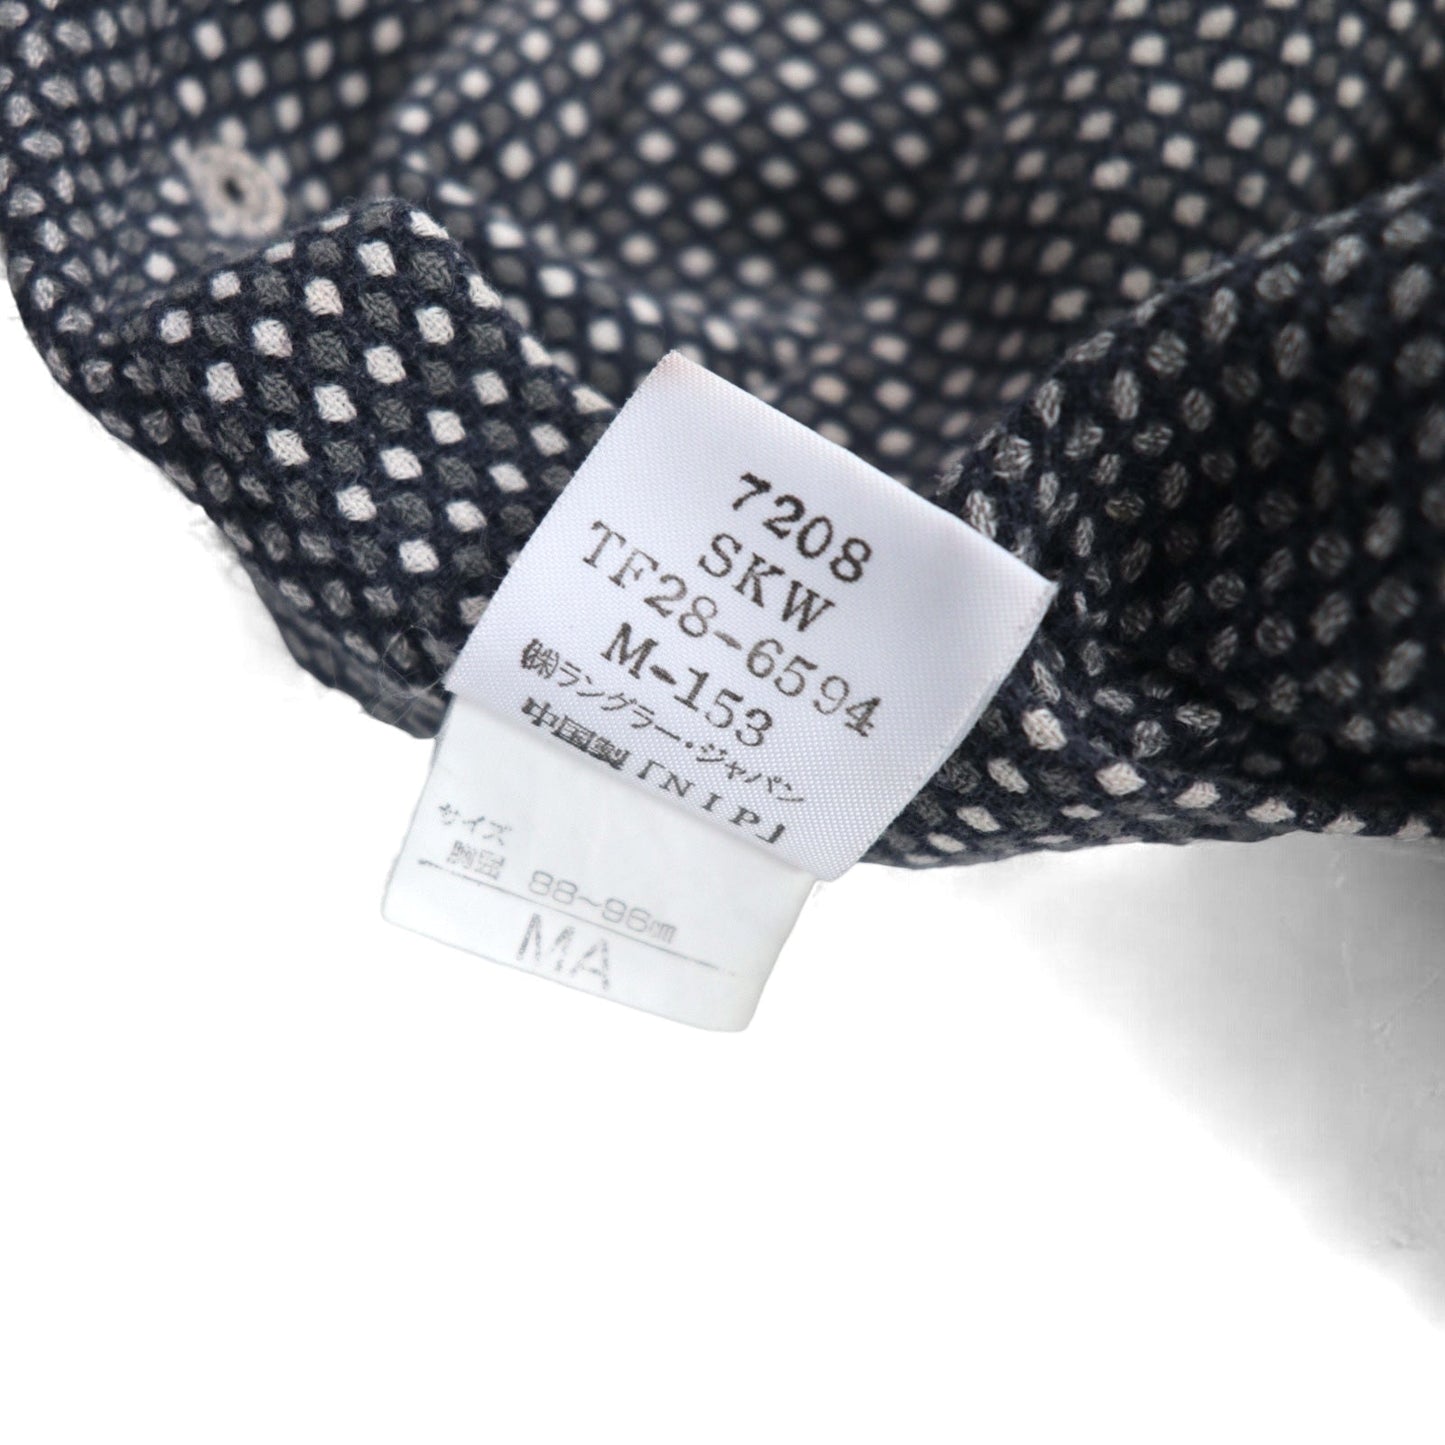 7208
SKW
TF28-6594
M-153
㈱ラングラー・ジャパン
中国製「NIP」
サイズ
胸囲 88~96㎝
MA